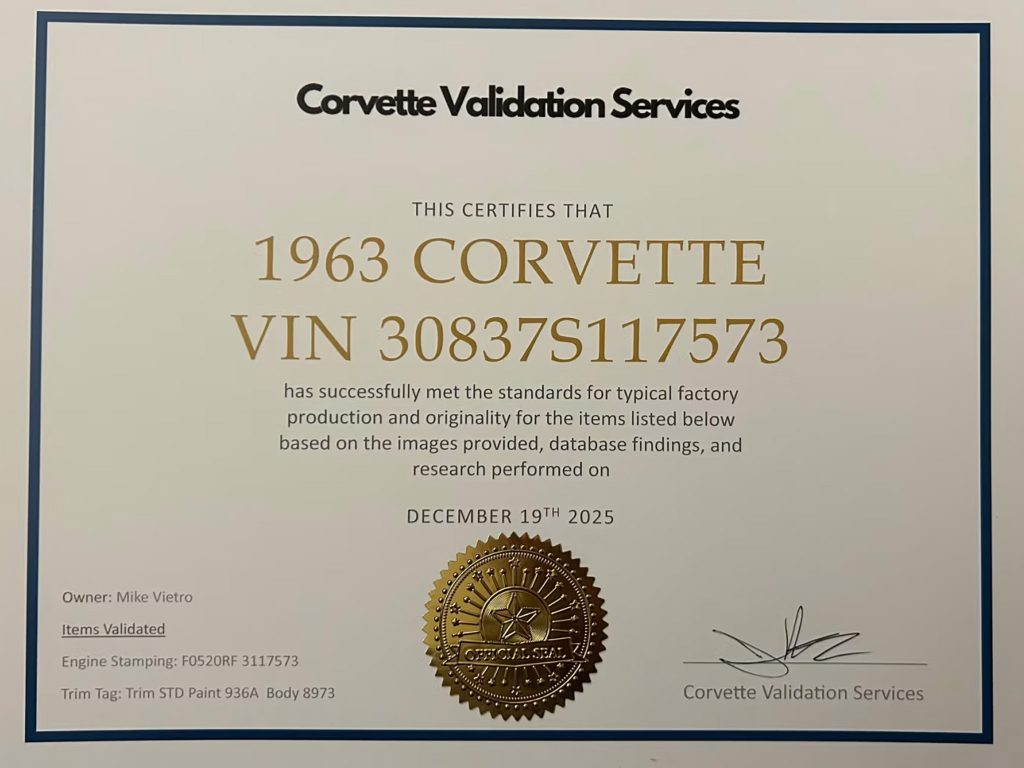 Corvette Validation Services
THIS CERTIFIES THAT
1963 CORVETTE
VIN 30837S117573
has successfully met the standards for typical factory
production and originality for the items listed below
based on the images provided, database findings, and
research performed on
DECEMBER 19TH 2025
Owner: Mike Vietro
Items Validated
Engine Stamping: F0520RF 3117573
Trim Tag: Trim STD Paint 936A Body 8973
OFFICIAL SEAL
Corvette Validation Services